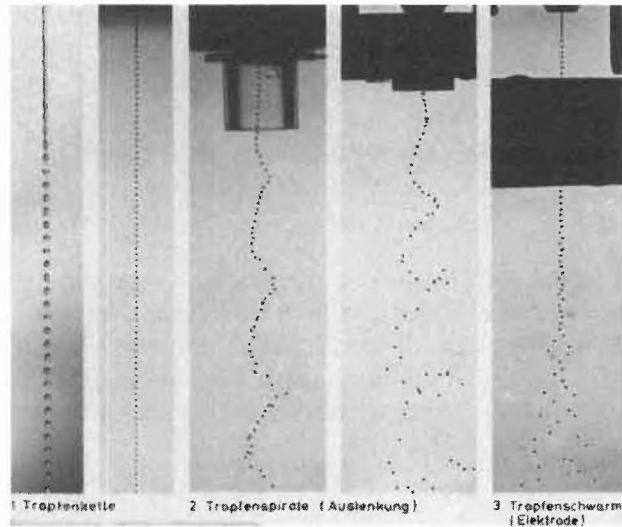 1 Tropfenkette
2 Tropfenspirale (Auslenkung)
3 Tropfenschwarm
(Elektrode)